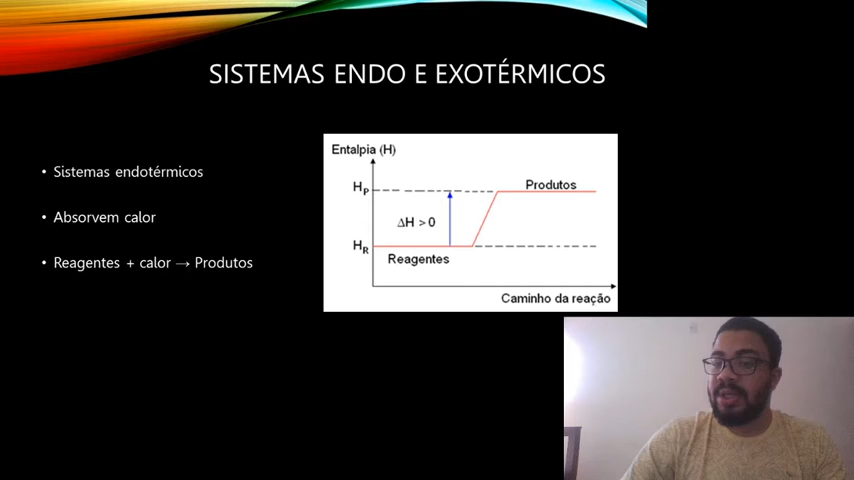 SISTEMAS ENDO E EXOTÉRMICOS
• Sistemas endotérmicos
• Absorvem calor
• Reagentes + calor → Produtos
Entalpia (H)
HP
Produtos
ΔH > 0
HR
Reagentes
Caminho da reação